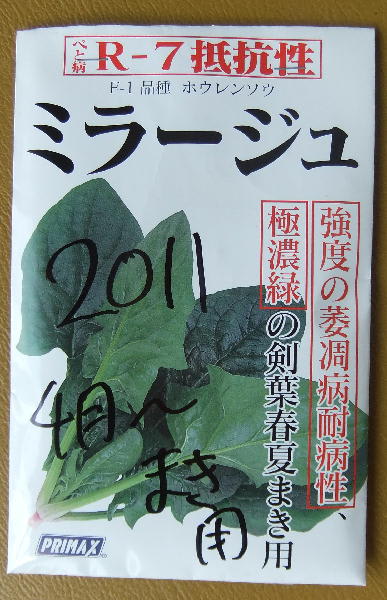 べと病 R-7抵抗性
F-1品種 ホウレンソウ
ミラージュ
強度の萎凋病耐病性、
極濃緑の剣葉春夏まき用
2011
4月〜
まき
用
PRIMAX